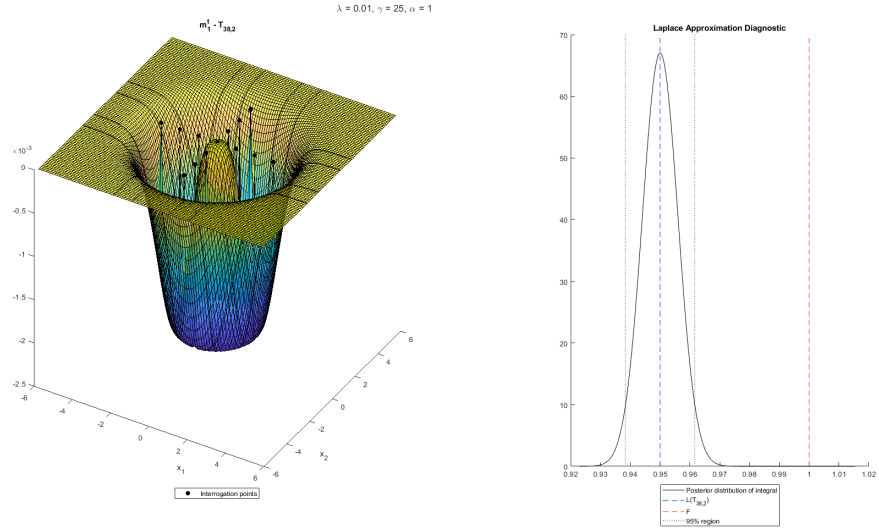 λ = 0.01, γ = 25, α = 1
m₁ᵗ - T₃₈,₂
×10⁻³
0
-0.5
-1
-1.5
-2
-2.5
-6
-4
-2
0
2
4
6
x₁
-6
-4
-2
0
2
4
6
x₂
Interrogation points
Laplace Approximation Diagnostic
70
60
50
40
30
20
10
0
0.92 0.93 0.94 0.95 0.96 0.97 0.98 0.99 1 1.01 1.02
Posterior distribution of integral
L(T₃₈,₂)
F
95% region